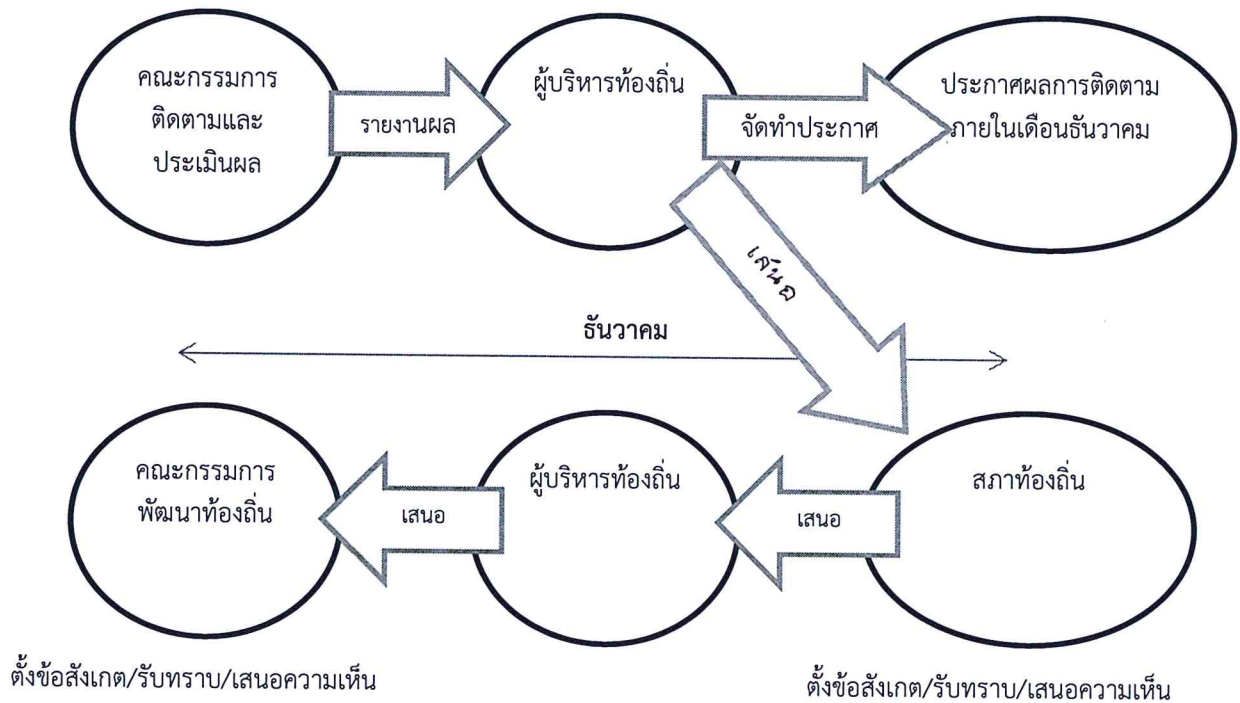 คณะกรรมการ
ติดตามและ
ประเมินผล
รายงานผล
ผู้บริหารท้องถิ่น
จัดทำประกาศ
ประกาศผลการติดตาม
ภายในเดือนธันวาคม
เสนอ
ธันวาคม
คณะกรรมการ
พัฒนาท้องถิ่น
เสนอ
ผู้บริหารท้องถิ่น
เสนอ
สภาท้องถิ่น
ตั้งข้อสังเกต/รับทราบ/เสนอความเห็น
ตั้งข้อสังเกต/รับทราบ/เสนอความเห็น